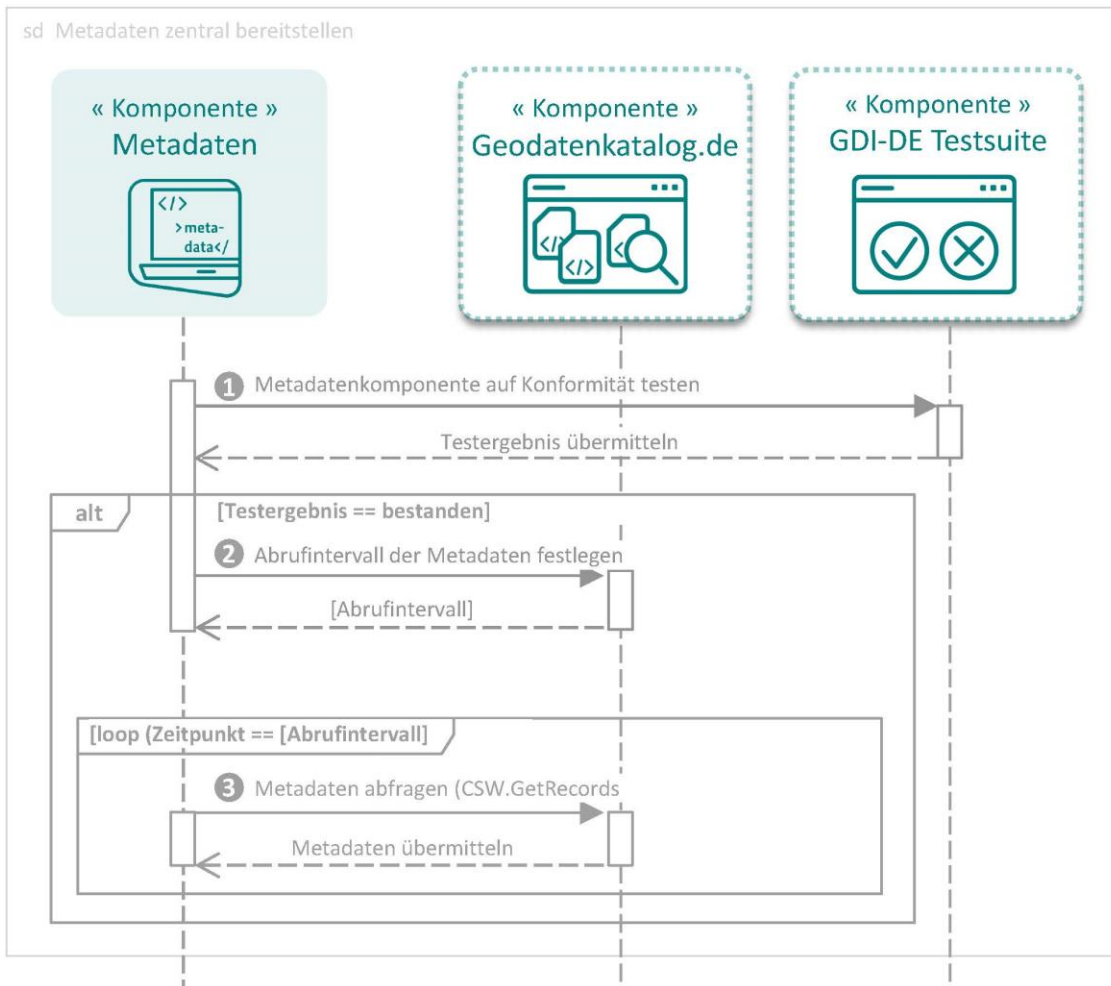 sd Metadaten zentral bereitstellen
« Komponente »
Metadaten
</>
>meta-
data</
« Komponente »
Geodatenkatalog.de
</>
</>
</
« Komponente »
GDI-DE Testsuite
1 Metadatenkomponente auf Konformität testen
Testergebnis übermitteln
alt
[Testergebnis == bestanden]
2 Abrufintervall der Metadaten festlegen
[Abrufintervall]
[loop (Zeitpunkt == [Abrufintervall]
3 Metadaten abfragen (CSW.GetRecords
Metadaten übermitteln